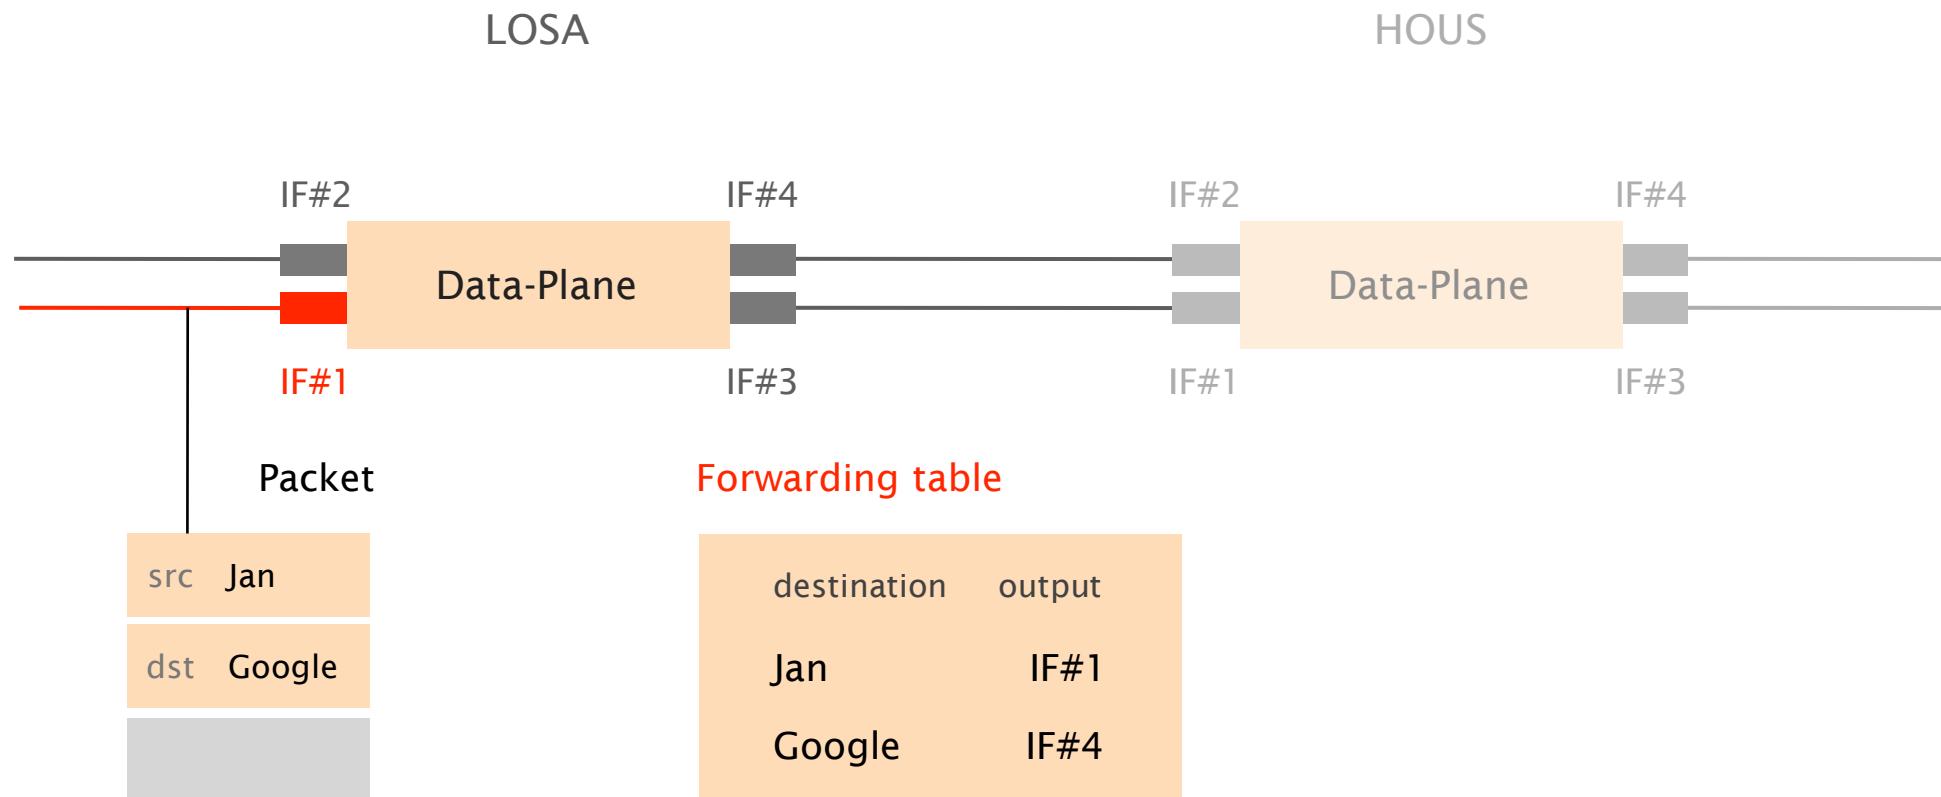 LOSA
HOUS
IF#2
IF#4
IF#2
IF#4
Data-Plane
Data-Plane
IF#1
IF#3
IF#1
IF#3
Packet
Forwarding table
src Jan
dst Google
destination output
Jan IF#1
Google IF#4